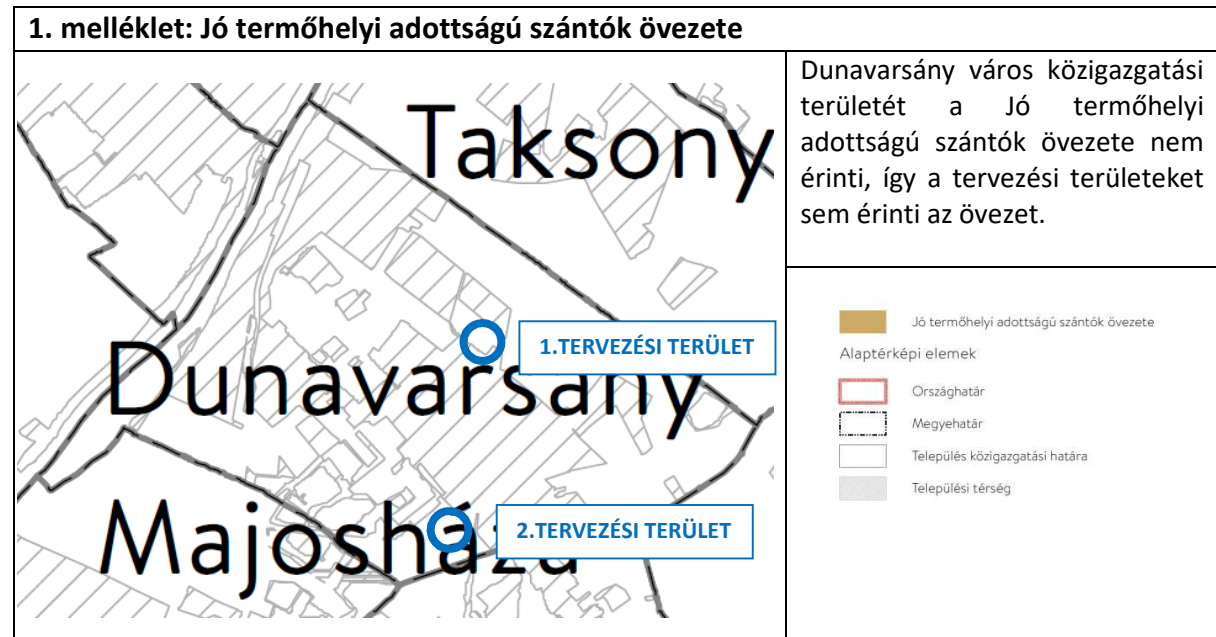 1. melléklet: Jó termőhelyi adottságú szántók övezete
Taksony
1.TERVEZÉSI TERÜLET
Dunavarsány
Majosháza
2.TERVEZÉSI TERÜLET
Dunavarsány város közigazgatási
területét a Jó termőhelyi
adottságú szántók övezete nem
érinti, így a tervezési területeket
sem érinti az övezet.
Jó termőhelyi adottságú szántók övezete
Alaptérképi elemek
Országhatár
Megyehatár
Település közigazgatási határa
Települési térség